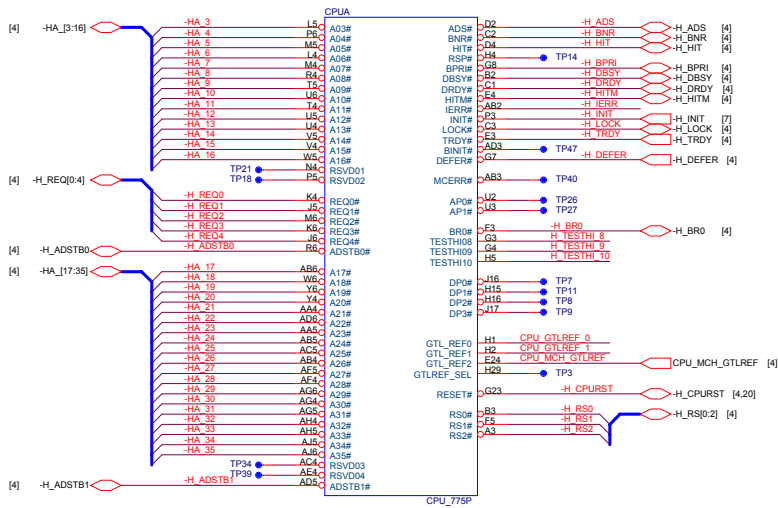 CPUA
[4] -HA_[3:16]
-HA_3 L5 A03#
-HA_4 P6 A04#
-HA_5 M5 A05#
-HA_6 L4 A06#
-HA_7 M4 A07#
-HA_8 R4 A08#
-HA_9 T5 A09#
-HA_10 U6 A10#
-HA_11 T4 A11#
-HA_12 U5 A12#
-HA_13 U4 A13#
-HA_14 V5 A14#
-HA_15 V4 A15#
-HA_16 W5 A16#
TP21 N4 RSVD01
TP18 P5 RSVD02
[4] -H_REQ[0:4]
-H_REQ0 K4 REQ0#
-H_REQ1 J5 REQ1#
-H_REQ2 M6 REQ2#
-H_REQ3 K6 REQ3#
-H_REQ4 J6 REQ4#
[4] -H_ADSTB0 -H_ADSTB0 R6 ADSTB0#
[4] -HA_[17:35]
-HA_17 AB6 A17#
-HA_18 W6 A18#
-HA_19 Y6 A19#
-HA_20 Y4 A20#
-HA_21 AA4 A21#
-HA_22 AD6 A22#
-HA_23 AA5 A23#
-HA_24 AB5 A24#
-HA_25 AC5 A25#
-HA_26 AB4 A26#
-HA_27 AF5 A27#
-HA_28 AF4 A28#
-HA_29 AG6 A29#
-HA_30 AG4 A30#
-HA_31 AG5 A31#
-HA_32 AH4 A32#
-HA_33 AH5 A33#
-HA_34 AJ5 A34#
-HA_35 AJ6 A35#
TP34 AC4 RSVD03
TP39 AE4 RSVD04
[4] -H_ADSTB1 -H_ADSTB1 AD5 ADSTB1#
ADS# D2 -H_ADS -H_ADS [4]
BNR# C2 -H_BNR -H_BNR [4]
HIT# D4 -H_HIT -H_HIT [4]
RSP# H4 TP14
BPRI# G8 -H_BPRI -H_BPRI [4]
DBSY# B2 -H_DBSY -H_DBSY [4]
DRDY# C1 -H_DRDY -H_DRDY [4]
HITM# E4 -H_HITM -H_HITM [4]
IERR# AB2 -H_IERR
INIT# P3 -H_INIT -H_INIT [7]
LOCK# C3 -H_LOCK -H_LOCK [4]
TRDY# E3 -H_TRDY -H_TRDY [4]
BINIT# AD3 TP47
DEFER# G7 -H_DEFER -H_DEFER [4]
MCERR# AB3 TP40
AP0# U2 TP26
AP1# U3 TP27
BR0# F3 -H_BR0 -H_BR0 [4]
TESTHI08 G3 H_TESTHI_8
TESTHI09 G4 H_TESTHI_9
TESTHI10 H5 H_TESTHI_10
DP0# J16 TP7
DP1# H15 TP11
DP2# H16 TP8
DP3# J17 TP9
GTL_REF0 H1 CPU_GTLREF_0
GTL_REF1 H2 CPU_GTLREF_1
GTL_REF2 E24 CPU_MCH_GTLREF CPU_MCH_GTLREF [4]
GTLREF_SEL H29 TP3
RESET# G23 -H_CPURST -H_CPURST [4,20]
RS0# B3 -H_RS0 -H_RS[0:2] [4]
RS1# F5 -H_RS1
RS2# A3 -H_RS2
CPU_775P